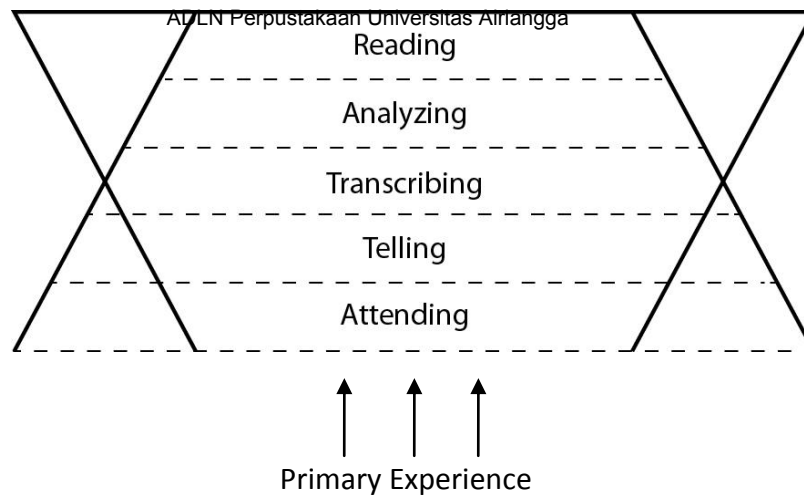 ADLN Perpustakaan Universitas Airlangga
Reading
Analyzing
Transcribing
Telling
Attending
Primary Experience